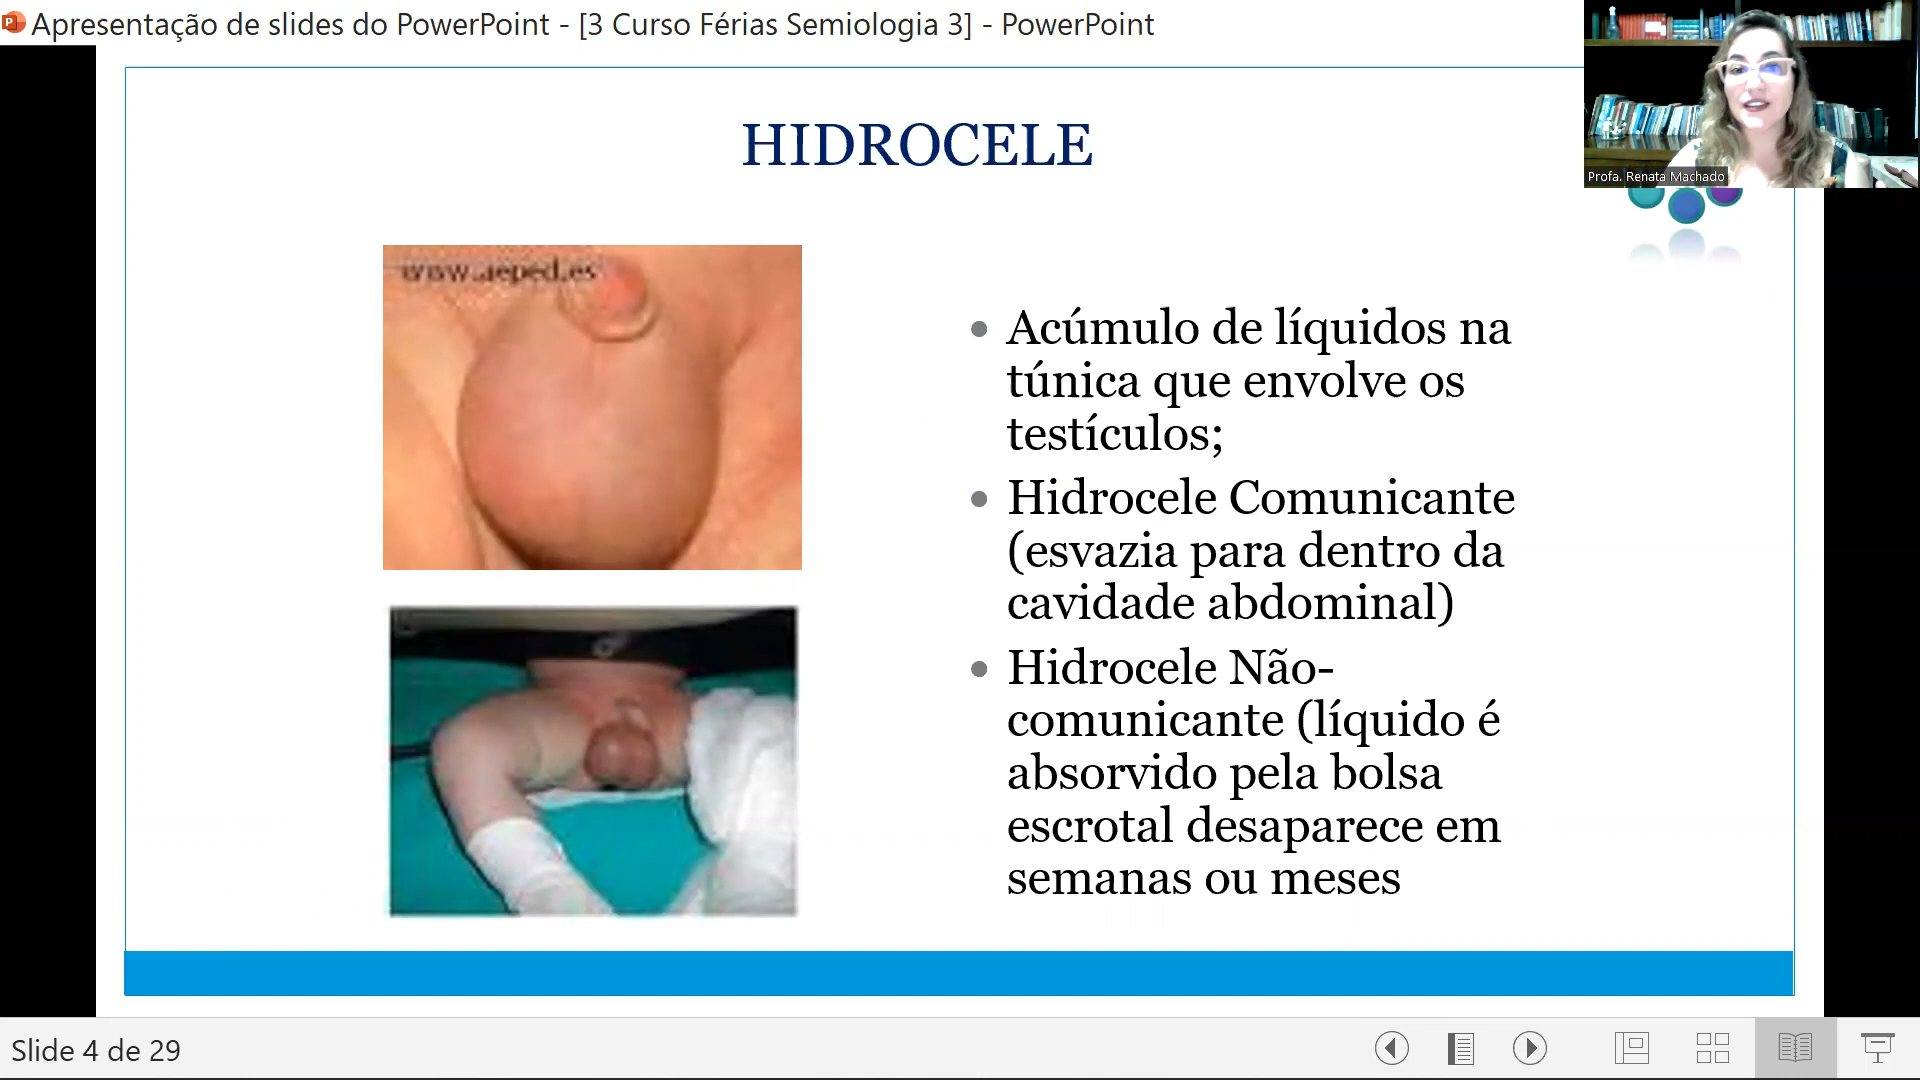 Apresentação de slides do PowerPoint - [3 Curso Férias Semiologia 3] - PowerPoint
Profa. Renata Machado
HIDROCELE
www.aeped.es
Acúmulo de líquidos na
túnica que envolve os
testículos;
Hidrocele Comunicante
(esvazia para dentro da
cavidade abdominal)
Hidrocele Não-
comunicante (líquido é
absorvido pela bolsa
escrotal desaparece em
semanas ou meses
Slide 4 de 29